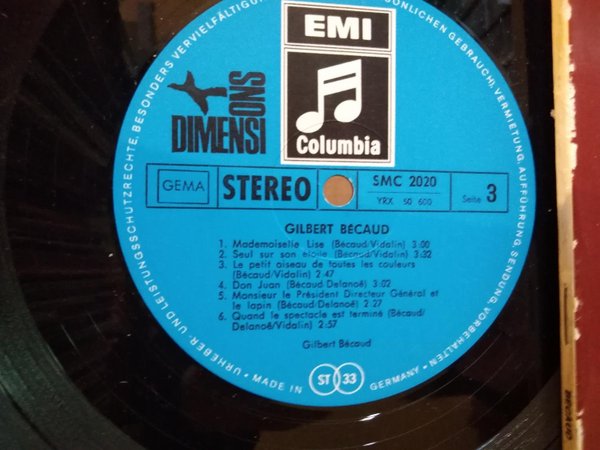 EMI
Columbia
DIMENSIONS
GEMA
STEREO
SMC 2020
YRX 50 600
Seite 3
GILBERT BÉCAUD
1. Mademoiselle Lise (Bécaud/Vidalin) 3:00
2. Seul sur son etoile (Bécaud/Vidalin) 3:32
3. Le petit oiseau de toutes les couleurs
(Bécaud/Vidalin) 2:47
4. Don Juan (Bécaud/Delanoë) 3:02
5. Monsieur le Président Directeur Général et
le lapin. (Bécaud/Delanoë) 2 27
6. Quand le spectacle est terminé (Bécaud/
Delanoë/Vidalin) 2:57
Gilbert Bécaud
ST 33
• MADE IN GERMANY •
URHEBER- UND LEISTUNGSSCHUTZRECHTE, BESONDERS VERVIELFÄLTIGUNG
SÖNLICHEN GEBRAUCH), VERMIETUNG, AUFFÜHRUNG, SENDUNG, VORBEHALTEN